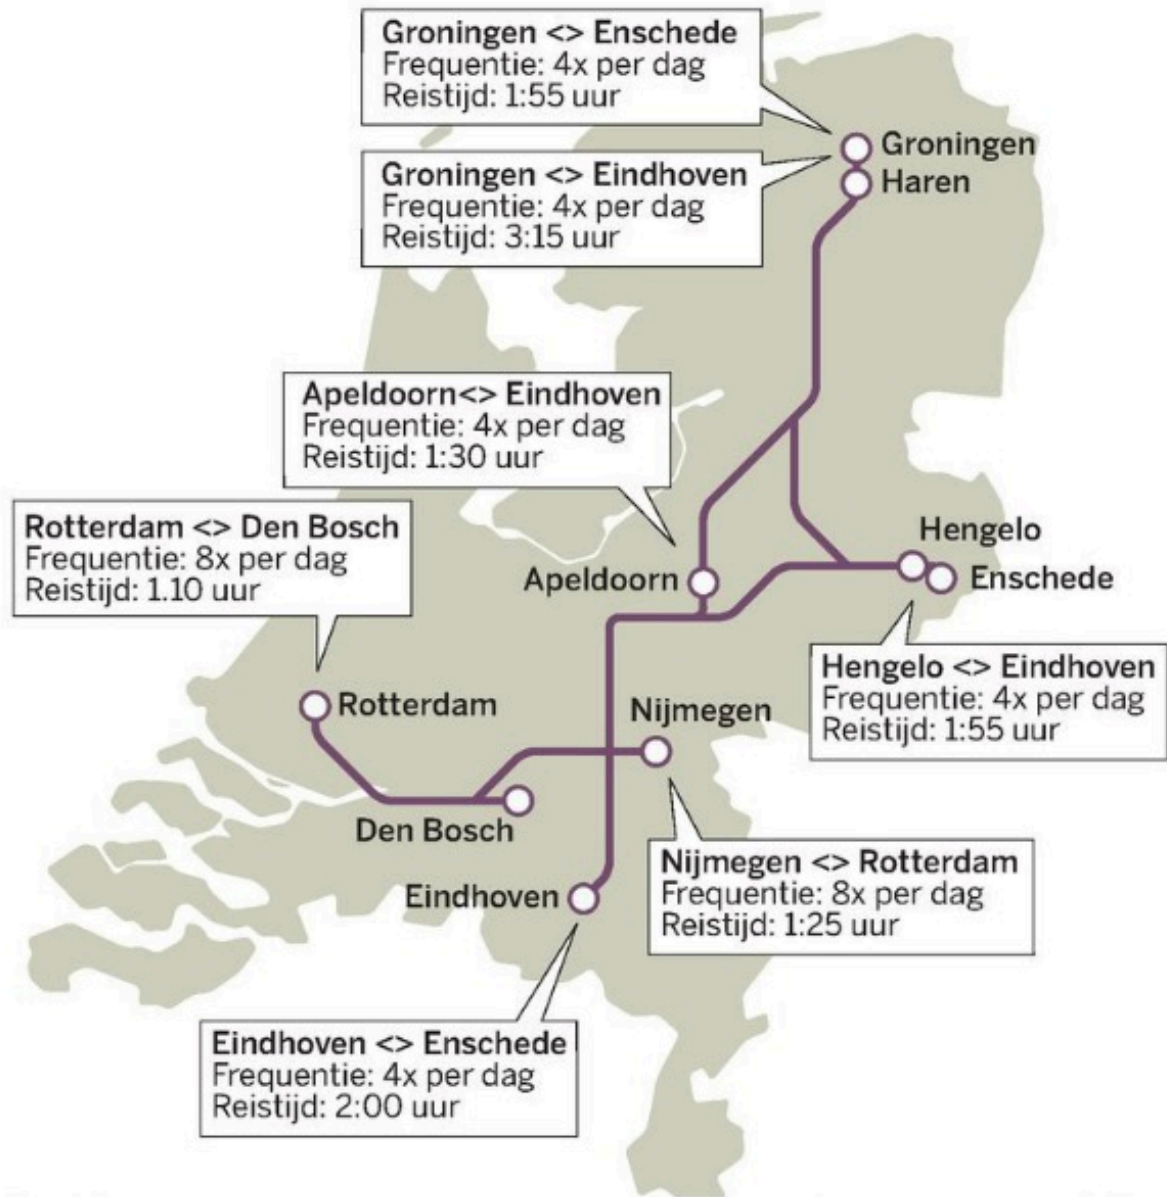 Groningen <> Enschede
Frequentie: 4x per dag
Reistijd: 1:55 uur
Groningen
Groningen <> Eindhoven
Frequentie: 4x per dag
Reistijd: 3:15 uur
Haren
Apeldoorn<> Eindhoven
Frequentie: 4x per dag
Reistijd: 1:30 uur
Rotterdam <> Den Bosch
Frequentie: 8x per dag
Reistijd: 1.10 uur
Hengelo
Apeldoorn
Enschede
Hengelo <> Eindhoven
Frequentie: 4x per dag
Reistijd: 1:55 uur
Rotterdam
Nijmegen
Den Bosch
Nijmegen <> Rotterdam
Frequentie: 8x per dag
Reistijd: 1:25 uur
Eindhoven
Eindhoven <> Enschede
Frequentie: 4x per dag
Reistijd: 2:00 uur